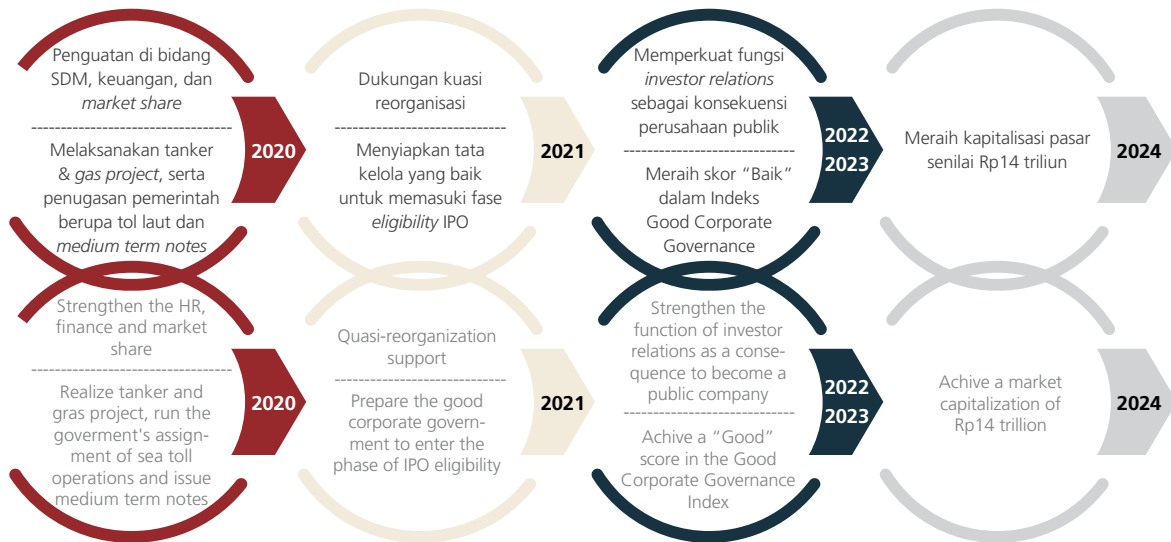 Penguatan di bidang
SDM, keuangan, dan
market share
Melaksanakan tanker
& gas project, serta
penugasan pemerintah
berupa tol laut dan
medium term notes
2020
Dukungan kuasi
reorganisasi
Menyiapkan tata
kelola yang baik
untuk memasuki fase
eligibility IPO
2021
Memperkuat fungsi
investor relations
sebagai konsekuensi
perusahaan publik
Meraih skor “Baik”
dalam Indeks
Good Corporate
Governance
2022
2023
Meraih kapitalisasi pasar
senilai Rp14 triliun
2024
Strengthen the HR,
finance and market
share
Realize tanker and
gras project, run the
goverment's assign-
ment of sea toll
operations and issue
medium term notes
2020
Quasi-reorganization
support
Prepare the good
corporate govern-
ment to enter the
phase of IPO eligibility
2021
Strengthen the
function of investor
relations as a conse-
quence to become a
public company
Achive a “Good”
score in the Good
Corporate Governance
Index
2022
2023
Achive a market
capitalization of
Rp14 trillion
2024